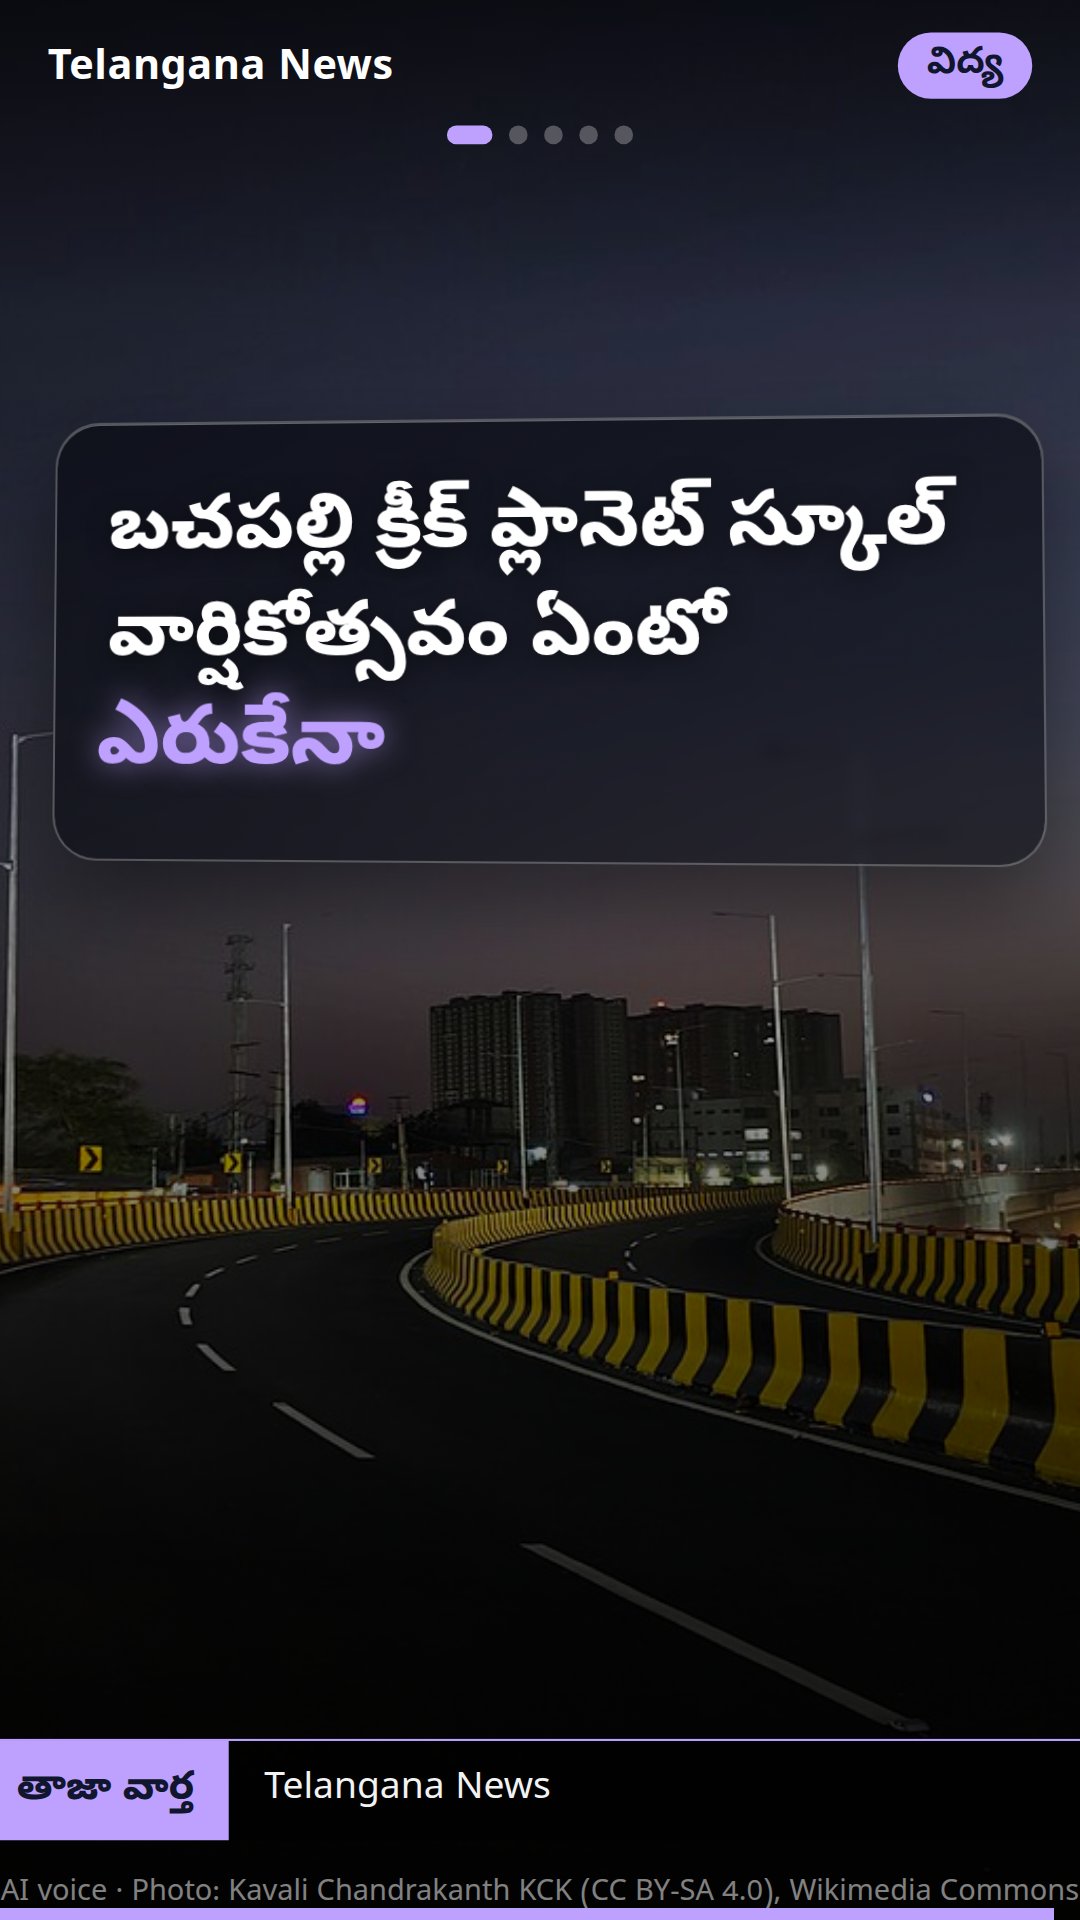 Telangana News
విద్య
బచపల్లి క్రీక్ ప్లానెట్ స్కూల్
వార్షికోత్సవం ఏంటో
ఎరుకేనా
తాజా వార్త
Telangana News
AI voice · Photo: Kavali Chandrakanth KCK (CC BY-SA 4.0), Wikimedia Commons